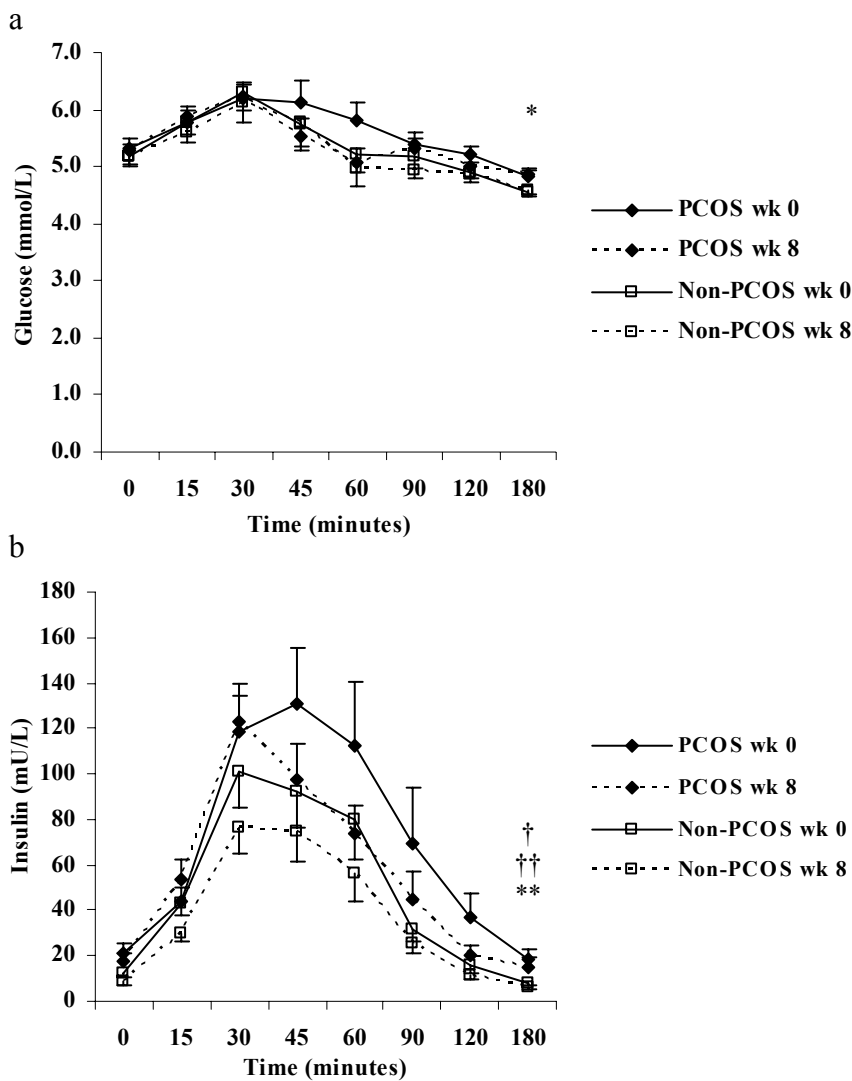 a
7.0
6.0
5.0
4.0
3.0
2.0
1.0
0.0
Glucose (mmol/L)
*
0 15 30 45 60 90 120 180
Time (minutes)
PCOS wk 0
PCOS wk 8
Non-PCOS wk 0
Non-PCOS wk 8
b
180
160
140
120
100
80
60
40
20
0
Insulin (mU/L)
†
††
**
0 15 30 45 60 90 120 180
Time (minutes)
PCOS wk 0
PCOS wk 8
Non-PCOS wk 0
Non-PCOS wk 8